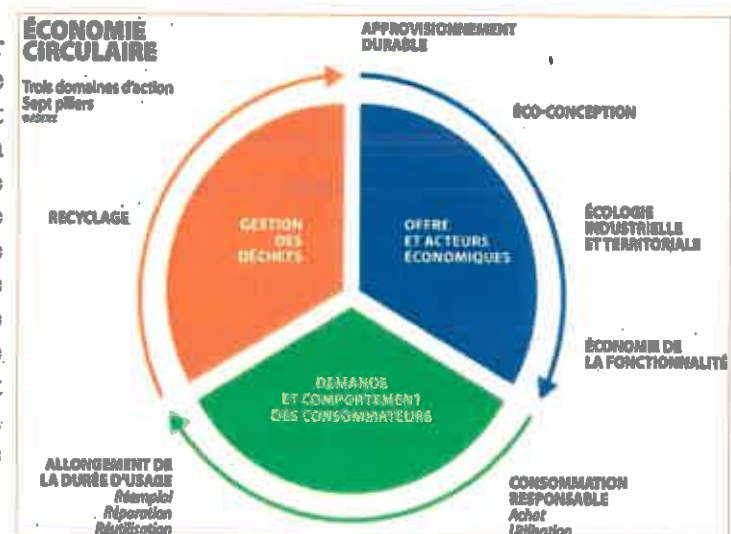 ÉCONOMIE
CIRCULAIRE
Trois domaines d'action
Sept piliers
APPROVISIONNEMENT
DURABLE
ÉCO-CONCEPTION
ÉCOLOGIE
INDUSTRIELLE
ET TERRITORIALE
ÉCONOMIE DE
LA FONCTIONNALITÉ
CONSOMMATION
RESPONSABLE
Achat
Utilisation
ALLONGEMENT DE
LA DURÉE D'USAGE
Réemploi
Réparation
Réutilisation
RECYCLAGE
GESTION
DES
DÉCHETS
OFFRE
ET ACTEURS
ÉCONOMIQUES
DEMANDE
ET COMPORTEMENT
DES CONSOMMATEURS